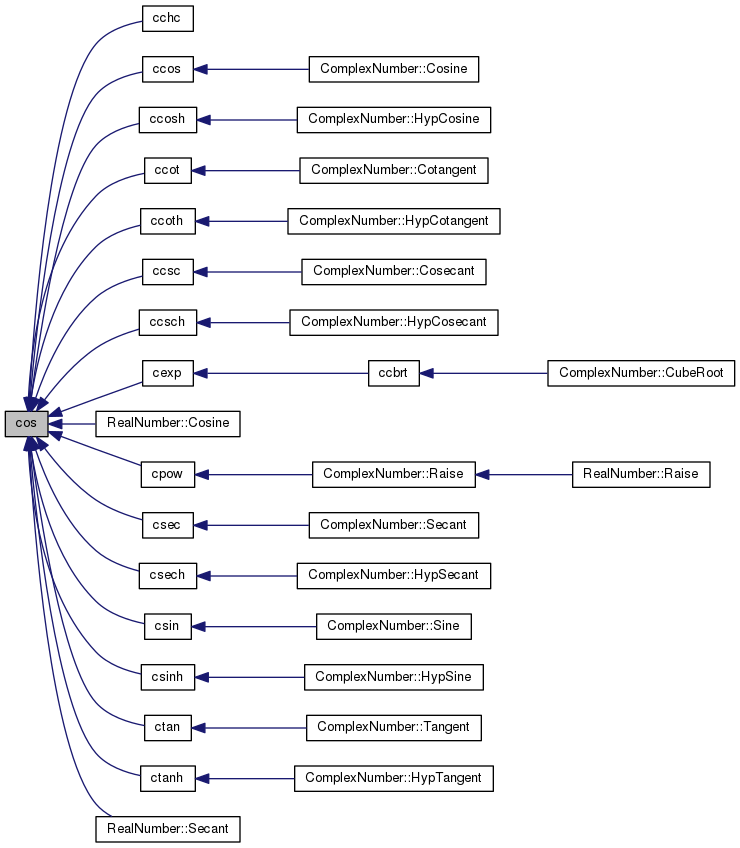 cchc
ccos
ComplexNumber::Cosine
ccosh
ComplexNumber::HypCosine
ccot
ComplexNumber::Cotangent
ccoth
ComplexNumber::HypCotangent
ccsc
ComplexNumber::Cosecant
ccsch
ComplexNumber::HypCosecant
cexp
ccbrt
ComplexNumber::CubeRoot
cos
RealNumber::Cosine
cpow
ComplexNumber::Raise
RealNumber::Raise
csec
ComplexNumber::Secant
csech
ComplexNumber::HypSecant
csin
ComplexNumber::Sine
csinh
ComplexNumber::HypSine
ctan
ComplexNumber::Tangent
ctanh
ComplexNumber::HypTangent
RealNumber::Secant